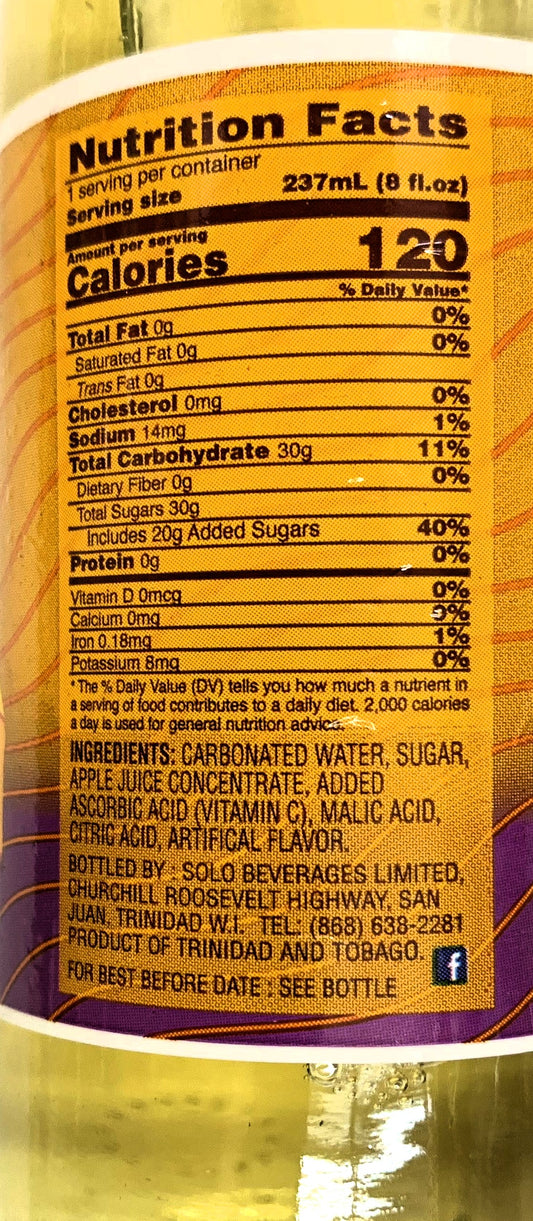 Nutrition Facts
1 serving per container
Serving size 237mL (8 fl.oz)
Amount per serving
Calories 120
% Daily Value*
Total Fat 0g 0%
Saturated Fat 0g 0%
Trans Fat 0g
Cholesterol 0mg 0%
Sodium 14mg 1%
Total Carbohydrate 30g 11%
Dietary Fiber 0g 0%
Total Sugars 30g
Includes 20g Added Sugars 40%
Protein 0g 0%
Vitamin D 0mcg 0%
Calcium 0mg 0%
Iron 0.18mg 1%
Potassium 8mg 0%
* The % Daily Value (DV) tells you how much a nutrient in
a serving of food contributes to a daily diet. 2,000 calories
a day is used for general nutrition advice.
INGREDIENTS: CARBONATED WATER, SUGAR,
APPLE JUICE CONCENTRATE, ADDED
ASCORBIC ACID (VITAMIN C), MALIC ACID,
CITRIC ACID, ARTIFICAL FLAVOR.
BOTTLED BY : SOLO BEVERAGES LIMITED,
CHURCHILL ROOSEVELT HIGHWAY, SAN
JUAN, TRINIDAD W.I. TEL: (868) 638-2281
PRODUCT OF TRINIDAD AND TOBAGO.
f
FOR BEST BEFORE DATE : SEE BOTTLE